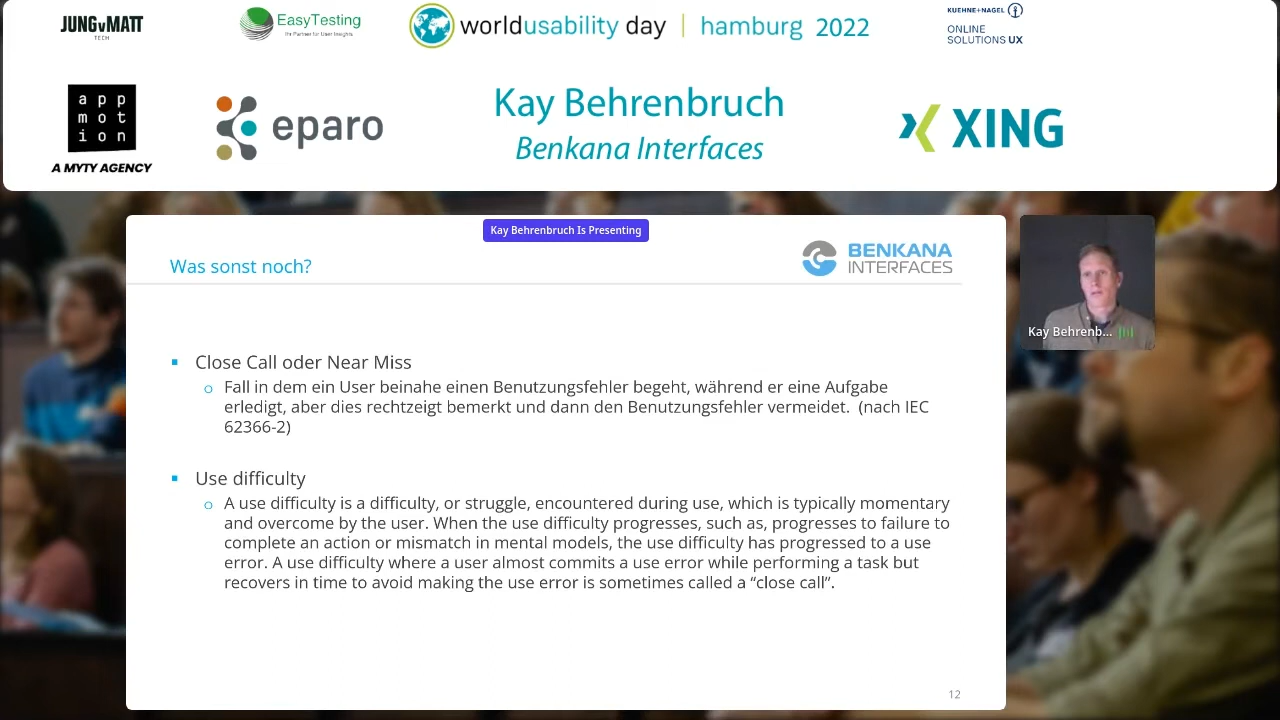 JUNGvMATT
TECH
EasyTesting
Ihr Partner für User Insights
worldusability day | hamburg 2022
KUEHNE+NAGEL
ONLINE
SOLUTIONS UX
app
mot
ion
A MYTY AGENCY
eparo
Kay Behrenbruch
Benkana Interfaces
XING
Kay Behrenbruch Is Presenting
Was sonst noch?
BENKANA
INTERFACES
Kay Behrenb...
Close Call oder Near Miss
Fall in dem ein User beinahe einen Benutzungsfehler begeht, während er eine Aufgabe
erledigt, aber dies rechtzeigt bemerkt und dann den Benutzungsfehler vermeidet. (nach IEC
62366-2)
Use difficulty
A use difficulty is a difficulty, or struggle, encountered during use, which is typically momentary
and overcome by the user. When the use difficulty progresses, such as, progresses to failure to
complete an action or mismatch in mental models, the use difficulty has progressed to a use
error. A use difficulty where a user almost commits a use error while performing a task but
recovers in time to avoid making the use error is sometimes called a “close call”.
12